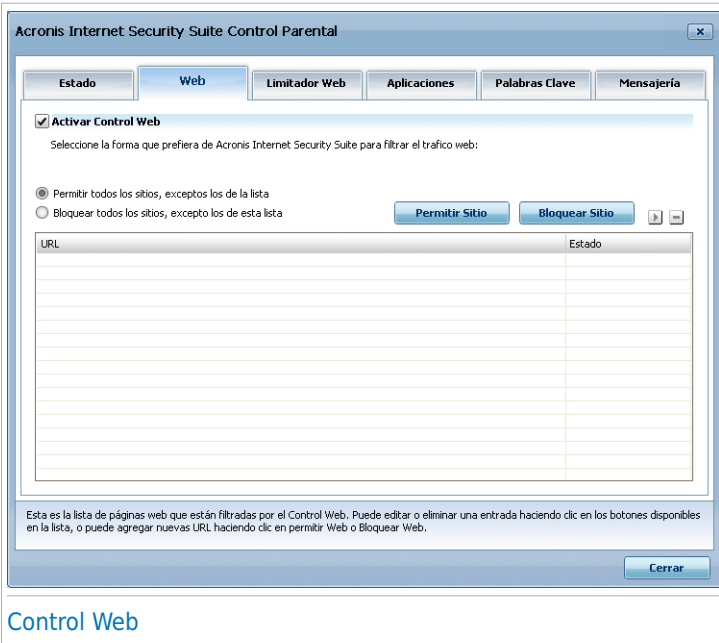 Acronis Internet Security Suite Control Parental
Estado
Web
Limitador Web
Aplicaciones
Palabras Clave
Mensajería
Activar Control Web
Seleccione la forma que prefiera de Acronis Internet Security Suite para filtrar el trafico web:
Permitir todos los sitios, exceptos los de la lista
Bloquear todos los sitios, excepto los de esta lista
Permitir Sitio
Bloquear Sitio
URL
Estado
Esta es la lista de páginas web que están filtradas por el Control Web. Puede editar o eliminar una entrada haciendo clic en los botones disponibles
en la lista, o puede agregar nuevas URL haciendo clic en permitir Web o Bloquear Web.
Cerrar
Control Web